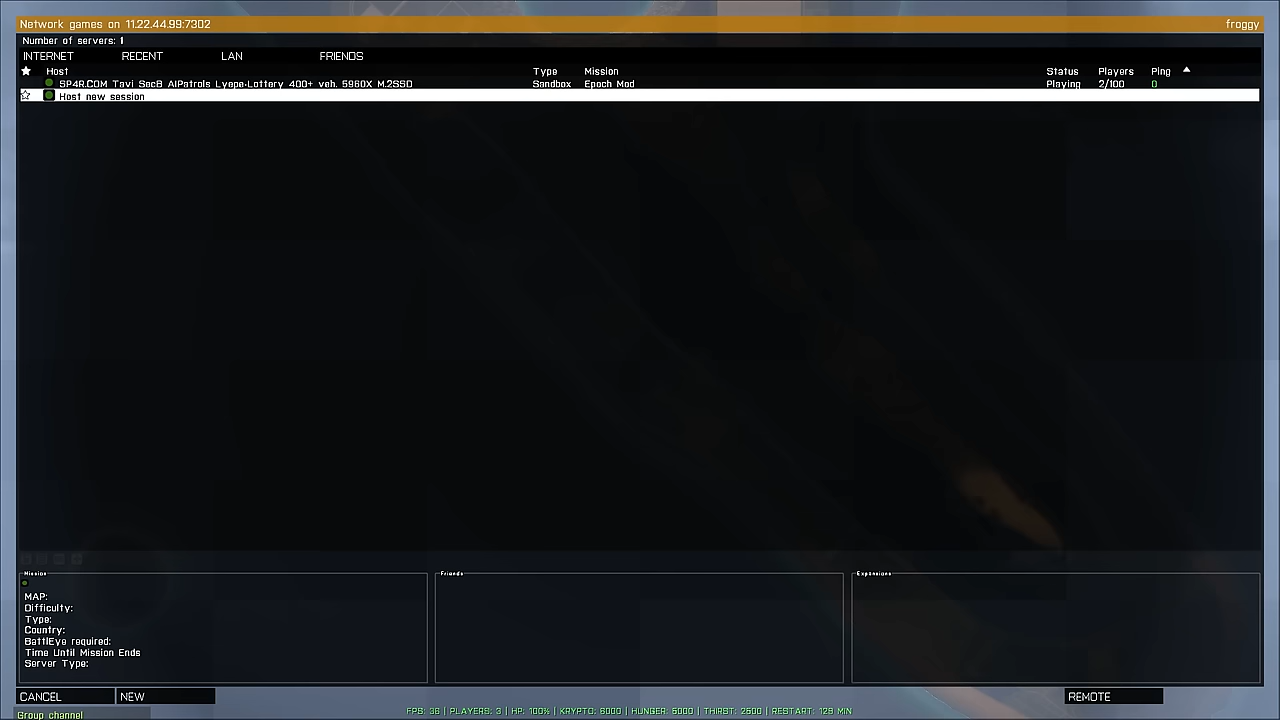 Network games on 11.22.44.99:7302 froggy
Number of servers: 1
INTERNET RECENT LAN FRIENDS
Host Type Mission Status Players Ping
SP4R.COM Tavi SecB AIPatrols Lyepe-Lottery 400+ veh. 5960X M.2SSD Sandbox Epoch Mod Playing 2/100 0
Host new session
Mission Friends Expansions
MAP:
Difficulty:
Type:
Country:
BattlEye required:
Time Until Mission Ends
Server Type:
CANCEL NEW REMOTE
Group channel
FPS: 36 | PLAYERS: 3 | HP: 100% | KRYPTO: 6000 | HUNGER: 5000 | THIRST: 2500 | RESTART: 129 MIN